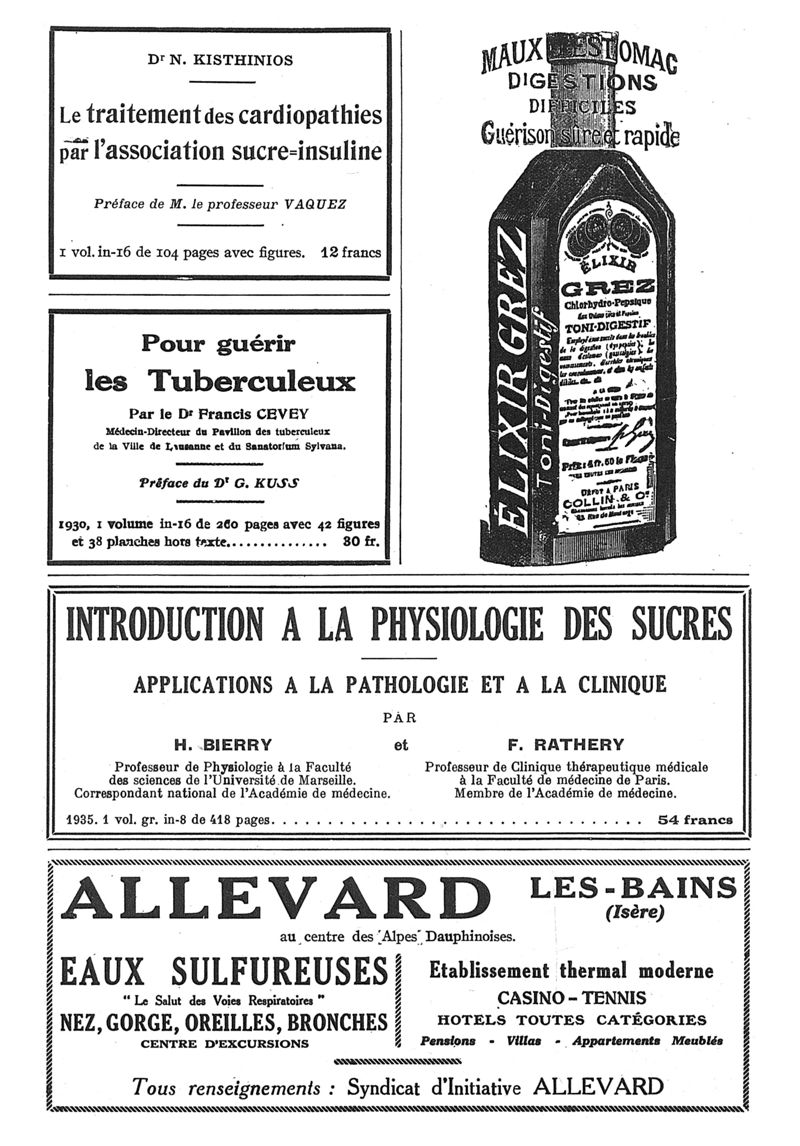 Dr N. KISTHINIOS
Le traitement des cardiopathies
par l'association sucre=insuline
Préface de M. le professeur VAQUEZ
1 vol. in-16 de 104 pages avec figures. 12 francs
Pour guérir
les Tuberculeux
Par le Dr Francis CEVEY
Médecin-Directeur du Pavillon des tuberculeux
de la Ville de Lausanne et du Sanatorium Sylvana.
Préface du Dr G. KUSS
1930, 1 volume in-16 de 260 pages avec 42 figures
et 38 planches hors texte.............. 30 fr.
MAUX D'ESTOMAC
DIGESTIONS
DIFFICILES
Guérison sûre et rapide
ÉLIXIR GREZ
Toni-Digestif
ÉLIXIR
GREZ
Chlorhydro-Pepsique
TONI-DIGESTIF
DÉPOT A PARIS
COLLIN & Cie
INTRODUCTION A LA PHYSIOLOGIE DES SUCRES
APPLICATIONS A LA PATHOLOGIE ET A LA CLINIQUE
PAR
H. BIERRY et F. RATHERY
Professeur de Physiologie à la Faculté
des sciences de l'Université de Marseille.
Correspondant national de l'Académie de médecine.
Professeur de Clinique thérapeutique médicale
à la Faculté de médecine de Paris.
Membre de l'Académie de médecine.
1935. 1 vol. gr. in-8 de 418 pages. . . . . . . . . . . . . . . . . . . . . . . . . . . . . . . . . 54 francs
ALLEVARD LES-BAINS
(Isère)
au centre des "Alpes" Dauphinoises.
EAUX SULFUREUSES
"Le Salut des Voies Respiratoires"
NEZ, GORGE, OREILLES, BRONCHES
CENTRE D'EXCURSIONS
Etablissement thermal moderne
CASINO - TENNIS
HOTELS TOUTES CATÉGORIES
Pensions - Villas - Appartements Meublés
Tous renseignements : Syndicat d'Initiative ALLEVARD